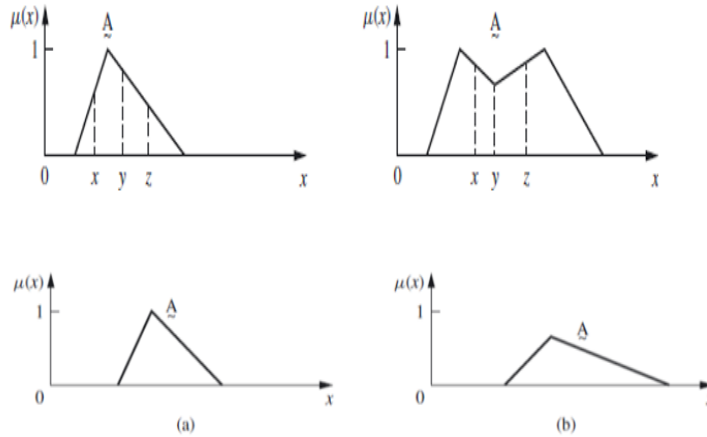 μ(x) A μ(x) A
1 1
0 x y z x 0 x y z x
μ(x) A μ(x) A
1 1
0 x 0
(a) (b)